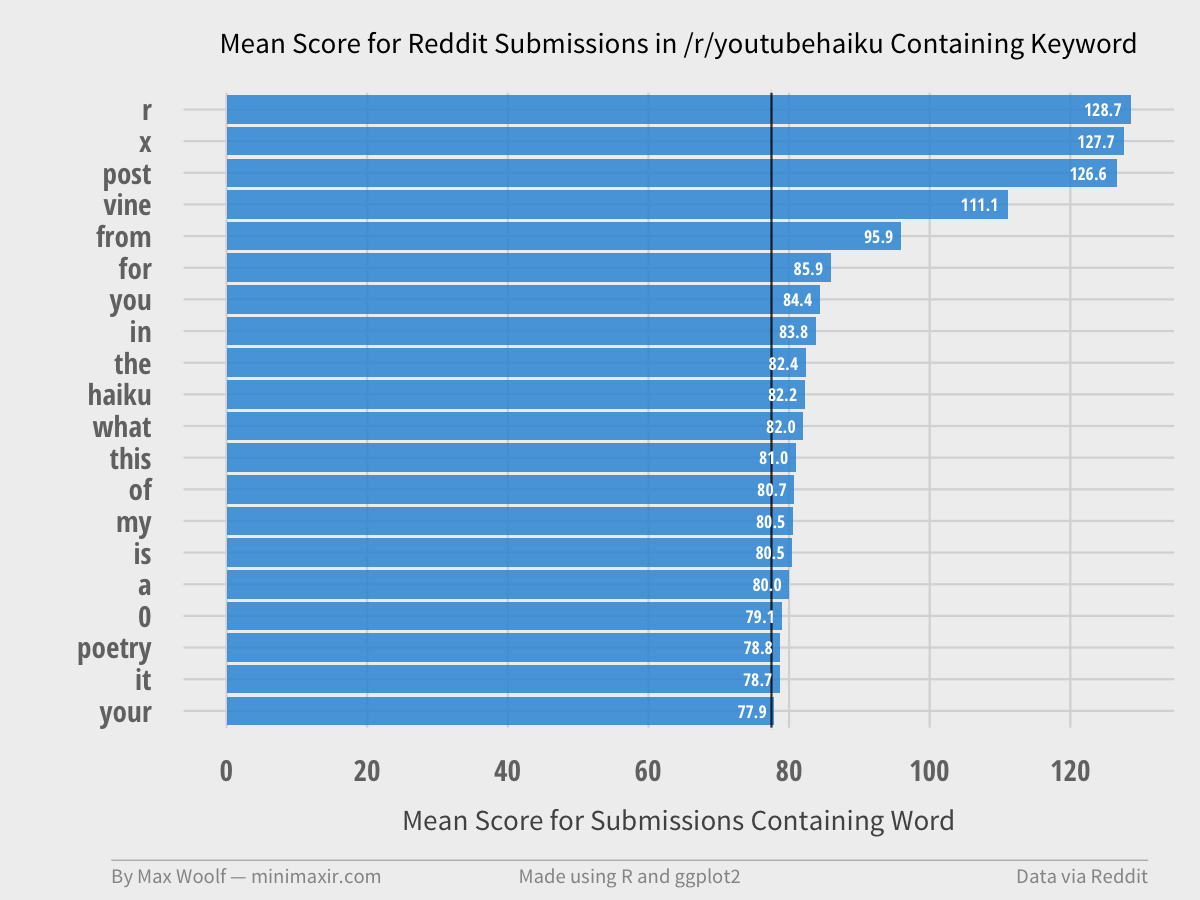 Mean Score for Reddit Submissions in /r/youtubehaiku Containing Keyword
r 128.7
x 127.7
post 126.6
vine 111.1
from 95.9
for 85.9
you 84.4
in 83.8
the 82.4
haiku 82.2
what 82.0
this 81.0
of 80.7
my 80.5
is 80.5
a 80.0
0 79.1
poetry 78.8
it 78.7
your 77.9
0 20 40 60 80 100 120
Mean Score for Submissions Containing Word
By Max Woolf — minimaxir.com Made using R and ggplot2 Data via Reddit